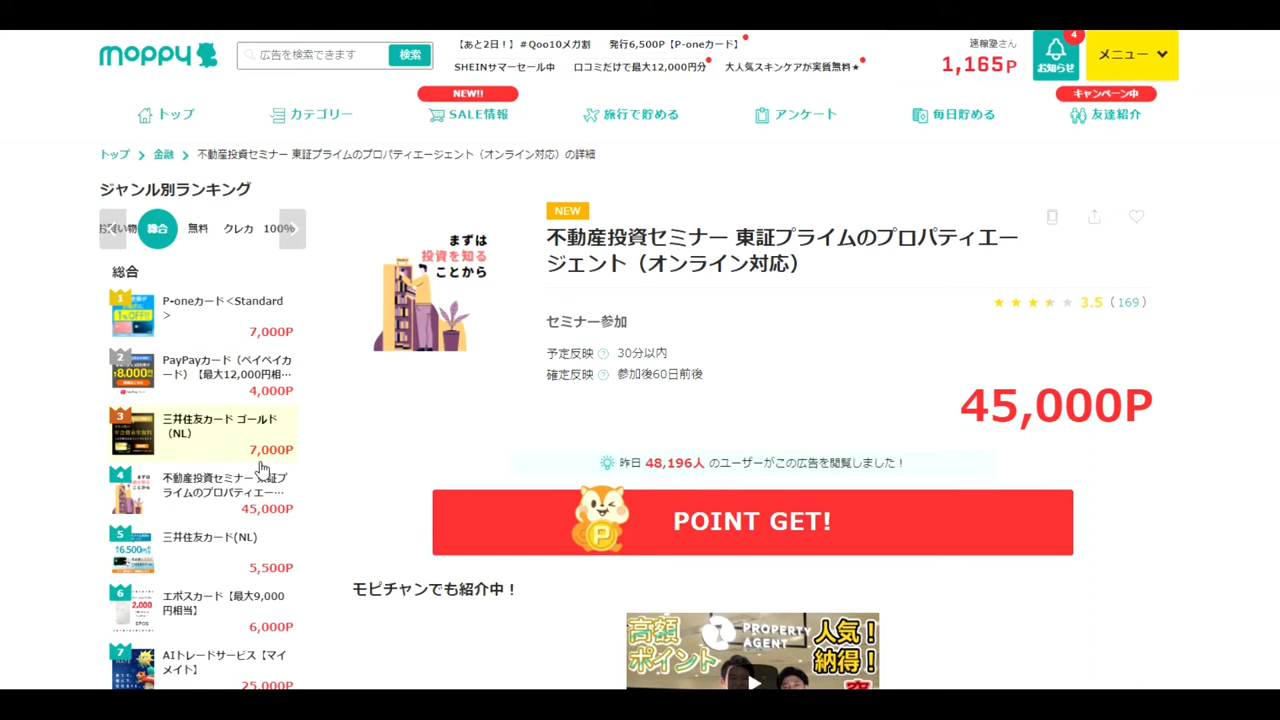 moppy
広告を検索できます
検索
【あと2日！】#Qoo10メガ割
発行6,500P【P-oneカード】
SHEINサマーセール中
口コミだけで最大12,000円分
大人気スキンケアが実質無料★
速稼塾さん
1,165P
4
お知らせ
メニュー
NEW!!
キャンペーン中
トップ
カテゴリー
SALE情報
旅行で貯める
アンケート
毎日貯める
友達紹介
トップ
金融
不動産投資セミナー 東証プライムのプロパティエージェント（オンライン対応）の詳細
ジャンル別ランキング
お買い物
総合
無料
クレカ
100%
総合
1
P-oneカード＜Standard
＞
7,000P
2
PayPayカード（ペイペイカ
ード）【最大12,000円相…
4,000P
3
三井住友カード ゴールド
（NL）
7,000P
4
不動産投資セミナー 東証プ
ライムのプロパティエー…
45,000P
5
三井住友カード(NL)
5,500P
6
エポスカード【最大9,000
円相当】
6,000P
7
AIトレードサービス【マイ
メイト】
25,000P
まずは
投資を知る
ことから
NEW
不動産投資セミナー 東証プライムのプロパティエー
ジェント（オンライン対応）
3.5（169）
セミナー参加
予定反映 ? 30分以内
確定反映 ? 参加後60日前後
45,000P
昨日 48,196人 のユーザーがこの広告を閲覧しました！
P
POINT GET!
モピチャンでも紹介中！
高額
ポイント
PROPERTY
AGENT
人気！
納得！